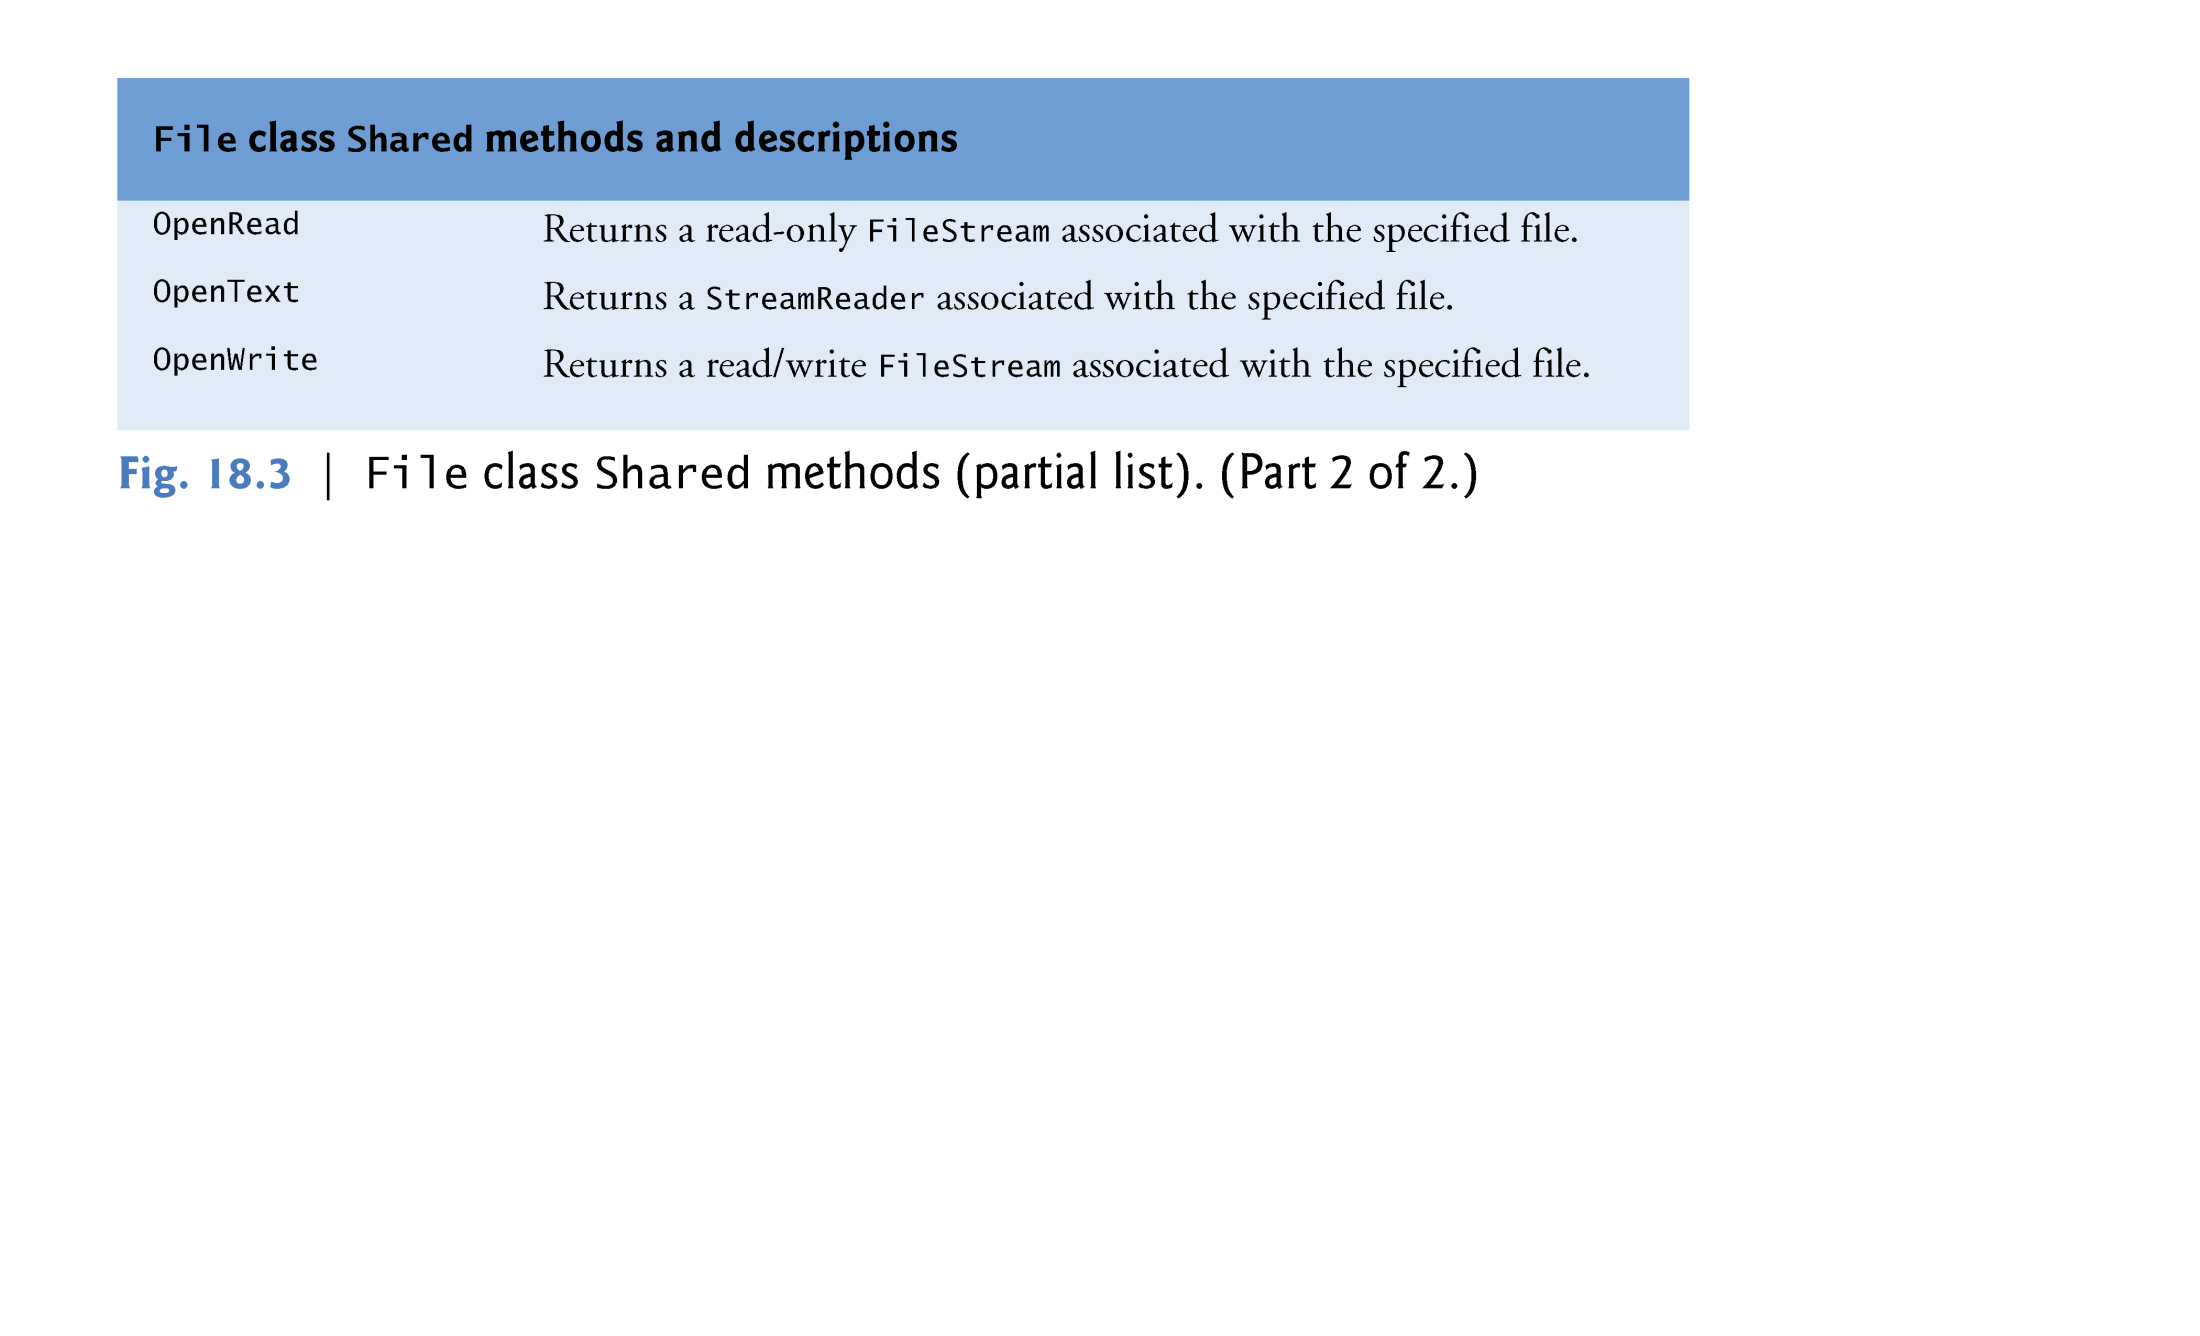 File class Shared methods and descriptions
OpenRead Returns a read-only FileStream associated with the specified file.
OpenText Returns a StreamReader associated with the specified file.
OpenWrite Returns a read/write FileStream associated with the specified file.
Fig. 18.3 | File class Shared methods (partial list). (Part 2 of 2.)